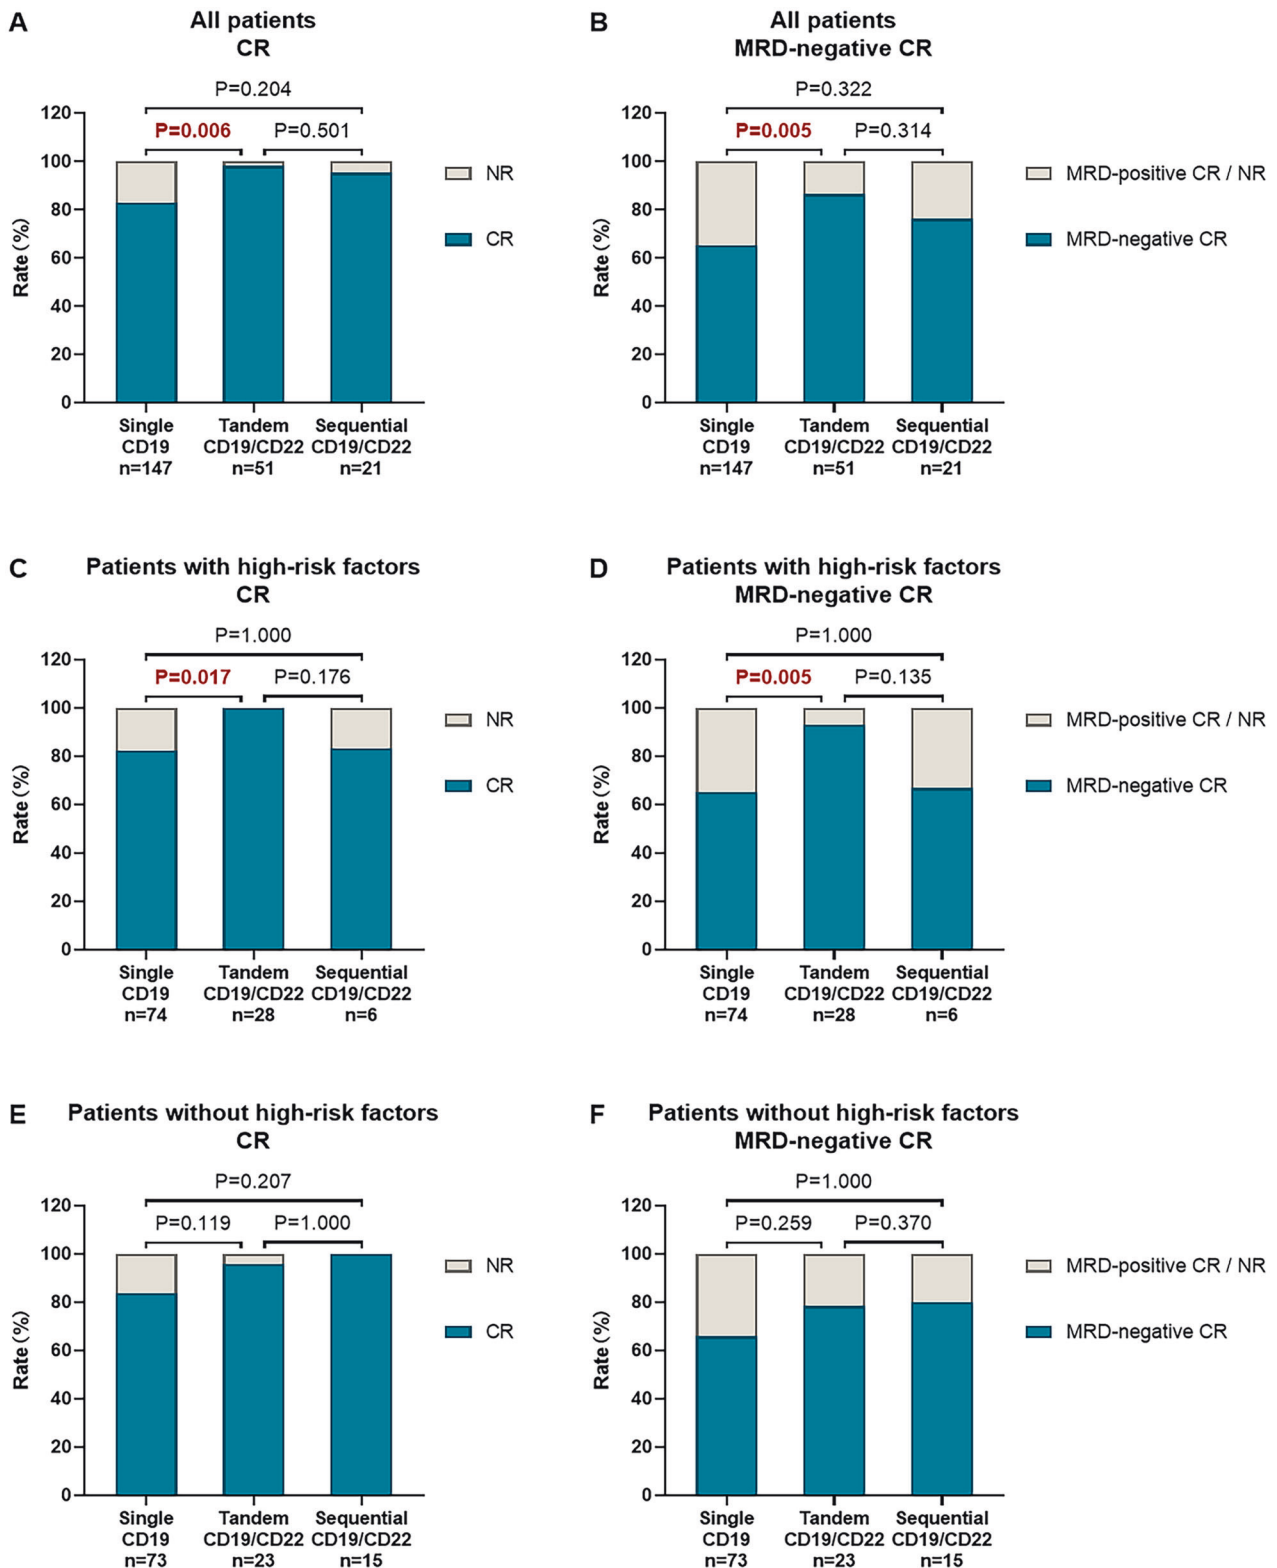 A
All patients
CR
P=0.204
P=0.006 P=0.501
120
100
80
60
40
20
0
Rate (%)
NR
CR
Single CD19 n=147
Tandem CD19/CD22 n=51
Sequential CD19/CD22 n=21
B
All patients
MRD-negative CR
P=0.322
P=0.005 P=0.314
120
100
80
60
40
20
0
Rate (%)
MRD-positive CR / NR
MRD-negative CR
Single CD19 n=147
Tandem CD19/CD22 n=51
Sequential CD19/CD22 n=21
C
Patients with high-risk factors
CR
P=1.000
P=0.017 P=0.176
120
100
80
60
40
20
0
Rate (%)
NR
CR
Single CD19 n=74
Tandem CD19/CD22 n=28
Sequential CD19/CD22 n=6
D
Patients with high-risk factors
MRD-negative CR
P=1.000
P=0.005 P=0.135
120
100
80
60
40
20
0
Rate (%)
MRD-positive CR / NR
MRD-negative CR
Single CD19 n=74
Tandem CD19/CD22 n=28
Sequential CD19/CD22 n=6
E
Patients without high-risk factors
CR
P=0.207
P=0.119 P=1.000
120
100
80
60
40
20
0
Rate (%)
NR
CR
Single CD19 n=73
Tandem CD19/CD22 n=23
Sequential CD19/CD22 n=15
F
Patients without high-risk factors
MRD-negative CR
P=1.000
P=0.259 P=0.370
120
100
80
60
40
20
0
Rate (%)
MRD-positive CR / NR
MRD-negative CR
Single CD19 n=73
Tandem CD19/CD22 n=23
Sequential CD19/CD22 n=15